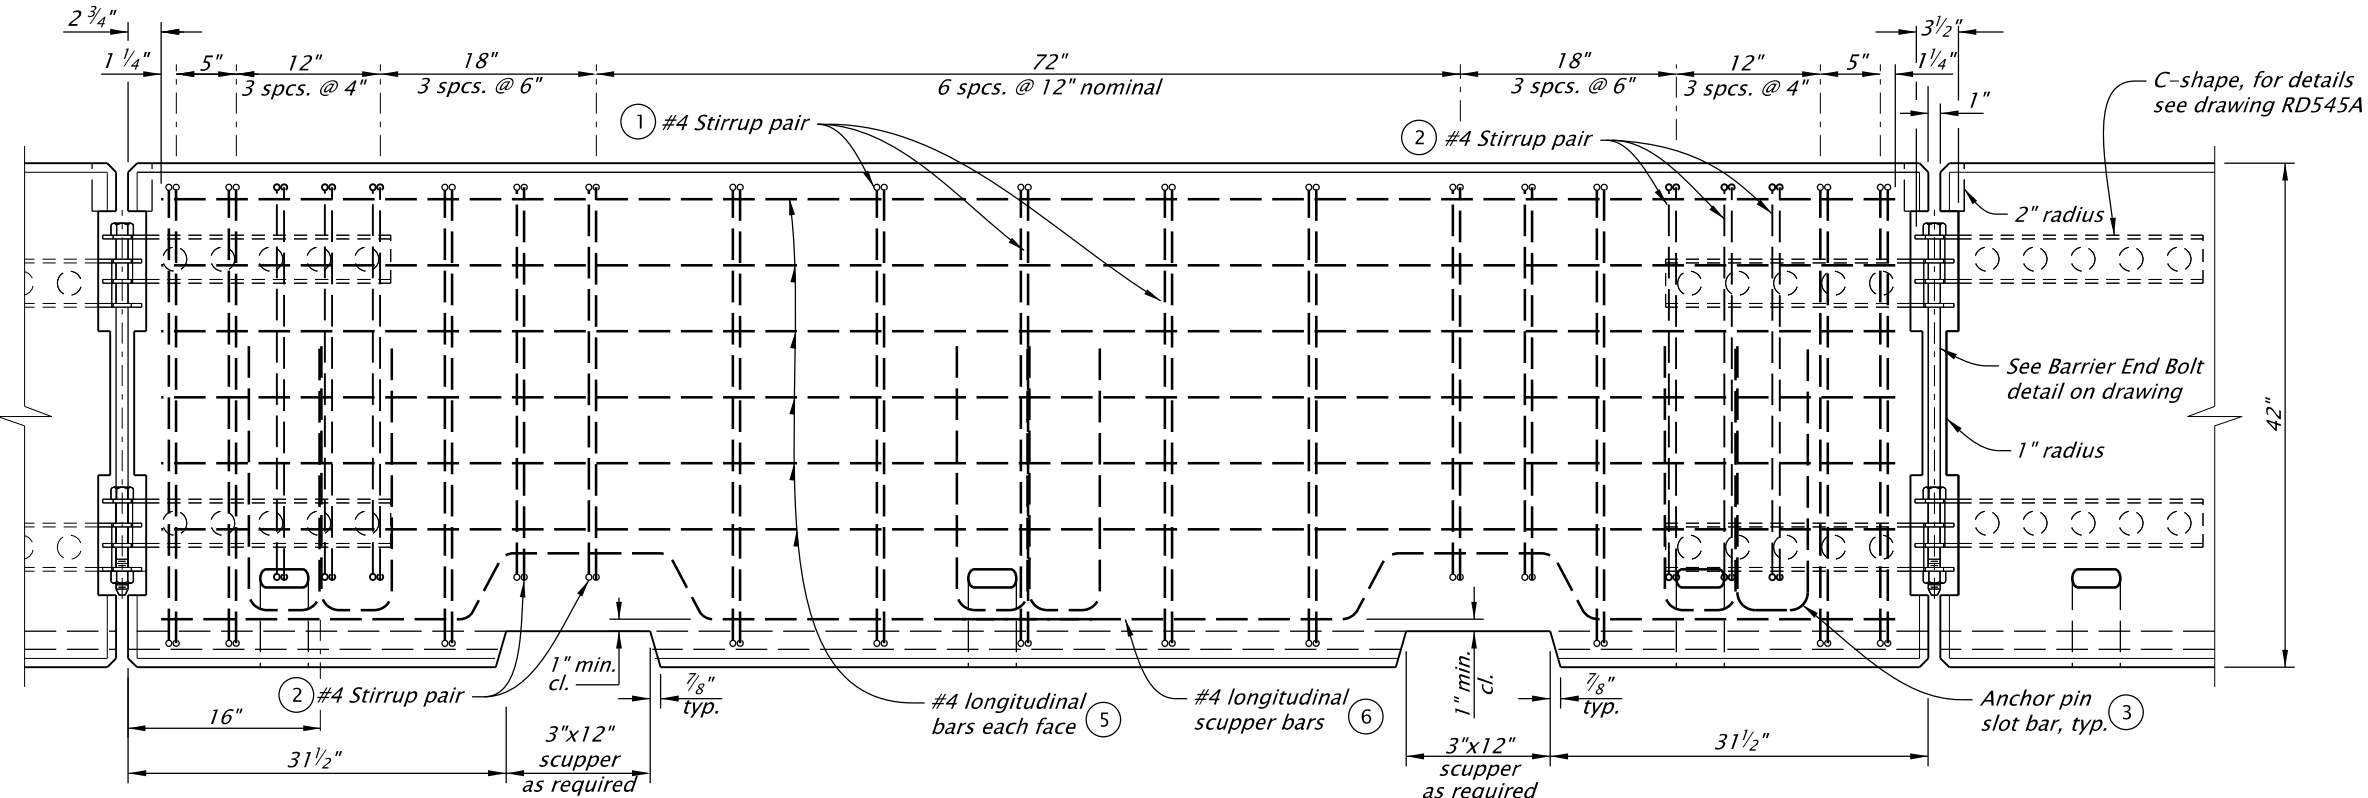 2 3/4"
3 1/2"
1 1/4"
5"
12"
18"
72"
18"
12"
5"
1 1/4"
3 spcs. @ 4"
3 spcs. @ 6"
6 spcs. @ 12" nominal
3 spcs. @ 6"
3 spcs. @ 4"
C-shape, for details
see drawing RD545A
1"
1 #4 Stirrup pair
2 #4 Stirrup pair
2" radius
See Barrier End Bolt
detail on drawing
42"
1" radius
1" min.
cl.
7/8"
typ.
1" min.
cl.
7/8"
typ.
2 #4 Stirrup pair
#4 longitudinal
bars each face 5
#4 longitudinal
scupper bars 6
Anchor pin
slot bar, typ. 3
16"
31 1/2"
3"x12"
scupper
as required
3"x12"
scupper
as required
31 1/2"